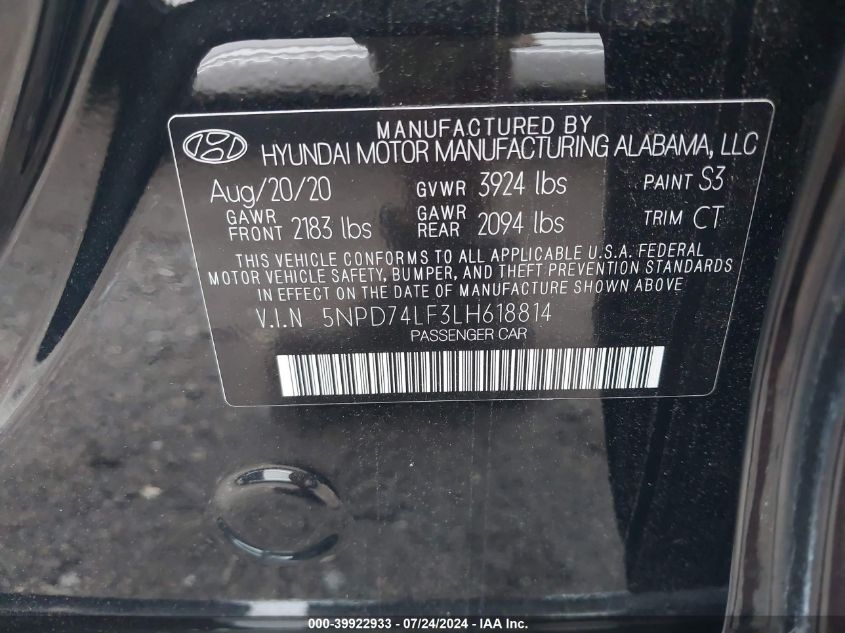 MANUFACTURED BY
HYUNDAI MOTOR MANUFACTURING ALABAMA, LLC
Aug/20/20 GVWR 3924 lbs PAINT S3
GAWR FRONT 2183 lbs GAWR REAR 2094 lbs TRIM CT
THIS VEHICLE CONFORMS TO ALL APPLICABLE U.S.A. FEDERAL
MOTOR VEHICLE SAFETY, BUMPER, AND THEFT PREVENTION STANDARDS
IN EFFECT ON THE DATE OF MANUFACTURE SHOWN ABOVE
V.I.N 5NPD74LF3LH618814
PASSENGER CAR
000-39922933 - 07/24/2024 - IAA, Inc.